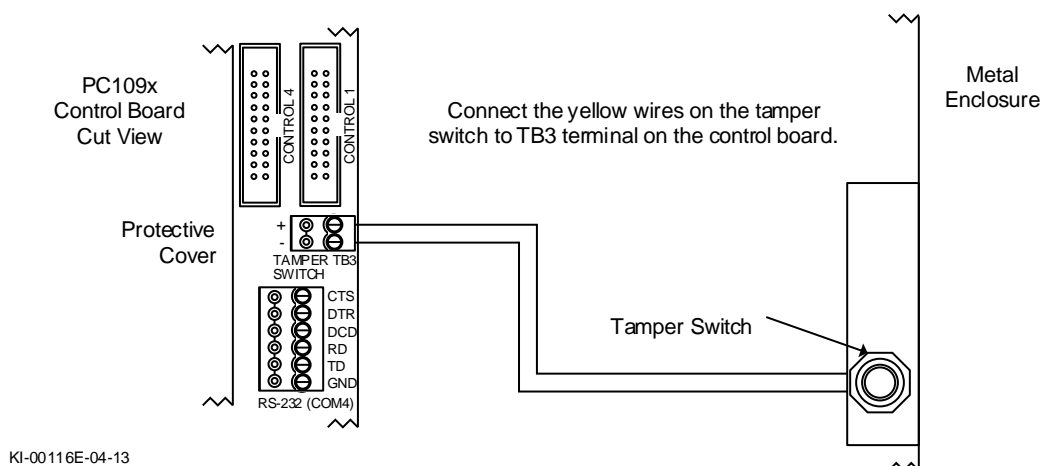 PC109x
Control Board
Cut View
CONTROL 4
CONTROL 1
Connect the yellow wires on the tamper
switch to TB3 terminal on the control board.
Metal
Enclosure
Protective
Cover
+
-
TAMPER TB3
SWITCH
CTS
DTR
DCD
RD
TD
GND
RS-232 (COM4)
Tamper Switch
KI-00116E-04-13